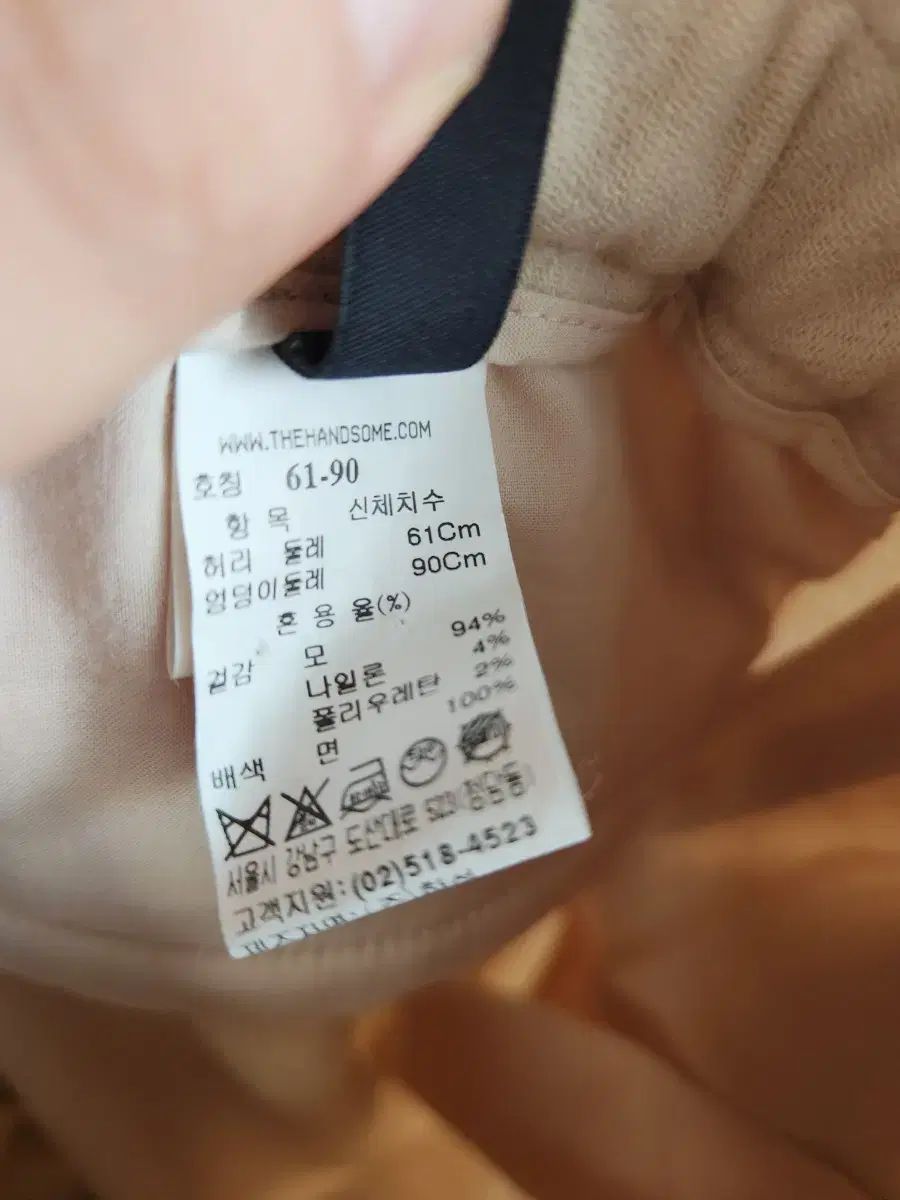 WWW.THEHANDSOME.COM
호칭 61-90
항 목 신체치수
허리 둘레 61Cm
엉덩이둘레 90Cm
혼 용 율(%)
겉감 모 94%
나일론 4%
폴리우레탄 2%
배색 면 100%
서울시 강남구 도산대로 523(청담동)
고객지원: (02)518-4523